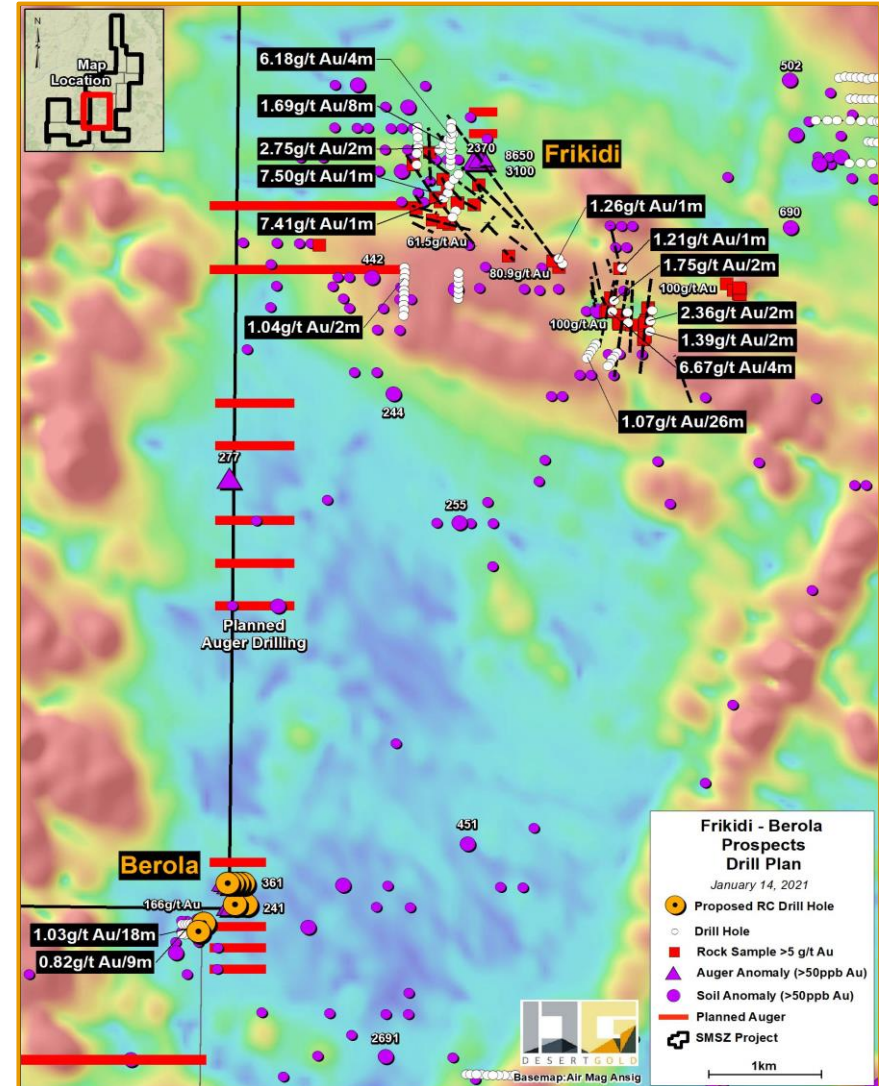 N
Map
Location
6.18g/t Au/4m
1.69g/t Au/8m
2.75g/t Au/2m
7.50g/t Au/1m
7.41g/t Au/1m
2370
8650
3100
Frikidi
502
690
1.26g/t Au/1m
1.21g/t Au/1m
1.75g/t Au/2m
61.5g/t Au
80.9g/t Au
100g/t Au
100g/t Au
442
1.04g/t Au/2m
2.36g/t Au/2m
1.39g/t Au/2m
6.67g/t Au/4m
1.07g/t Au/26m
244
277
255
Planned
Auger Drilling
451
Berola
361
166g/t Au
241
1.03g/t Au/18m
0.82g/t Au/9m
2691
DESERTGOLD
Basemap:Air Mag Ansig
Frikidi - Berola
Prospects
Drill Plan
January 14, 2021
Proposed RC Drill Hole
Drill Hole
Rock Sample >5 g/t Au
Auger Anomaly (>50ppb Au)
Soil Anomaly (>50ppb Au)
Planned Auger
SMSZ Project
1km